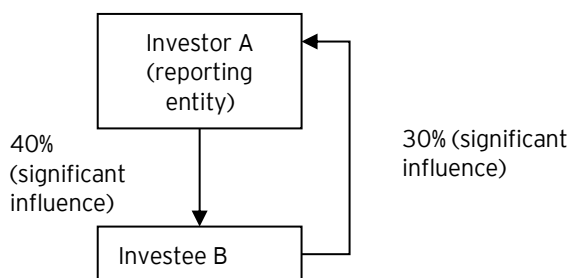 Investor A
(reporting
entity)
40%
(significant
influence)
30% (significant
influence)
Investee B